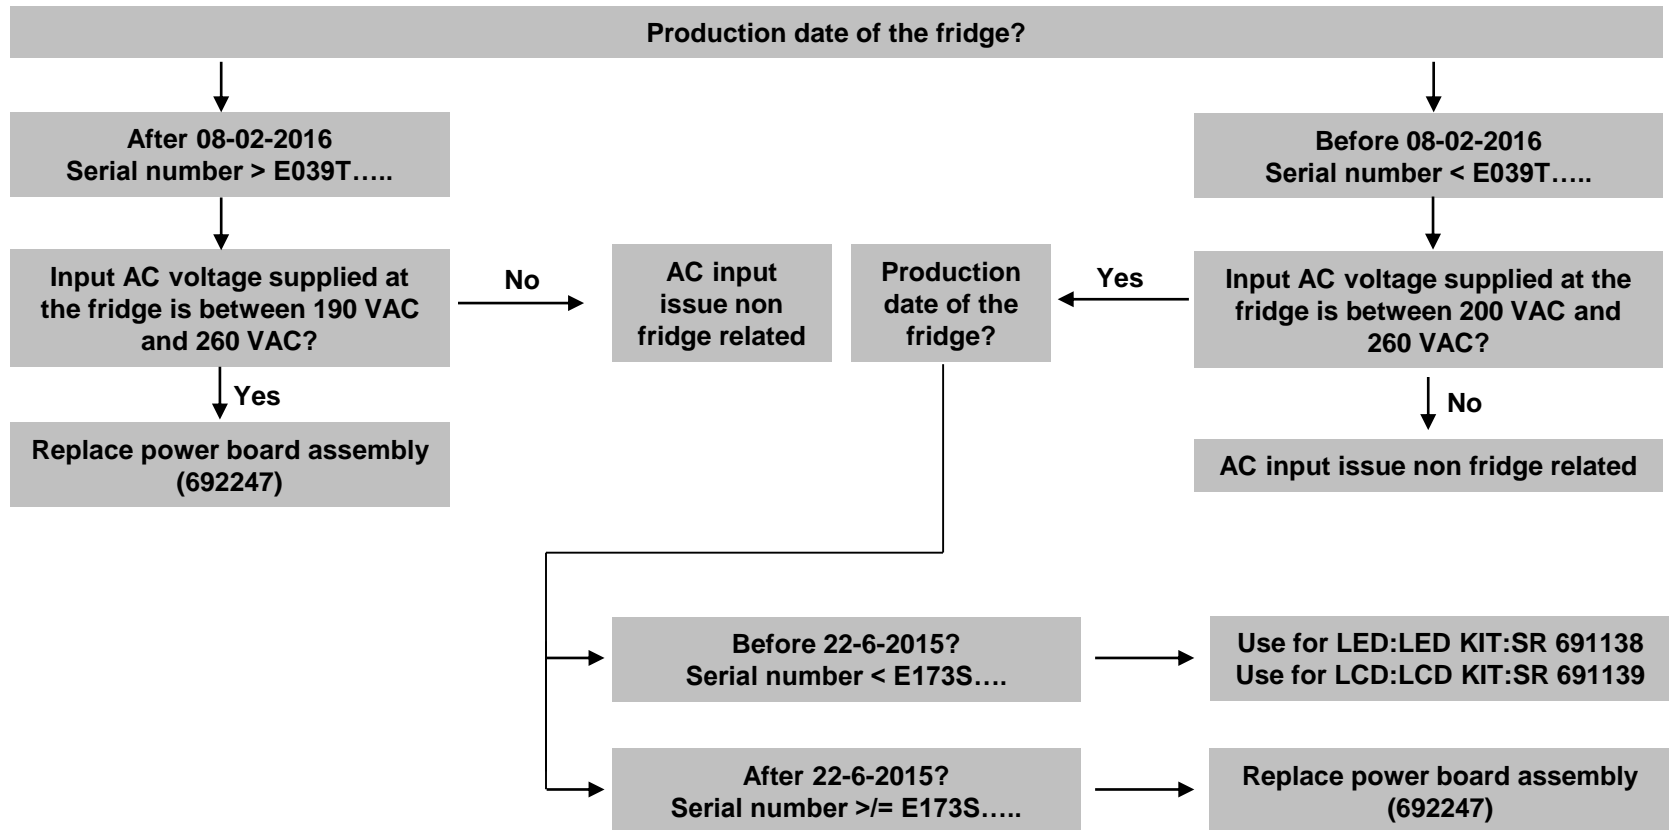 Production date of the fridge?
After 08-02-2016
Serial number > E039T…..
Before 08-02-2016
Serial number < E039T…..
Input AC voltage supplied at
the fridge is between 190 VAC
and 260 VAC?
No
AC input
issue non
fridge related
Production
date of the
fridge?
Yes
Input AC voltage supplied at the
fridge is between 200 VAC and
260 VAC?
Yes
No
Replace power board assembly
(692247)
AC input issue non fridge related
Before 22-6-2015?
Serial number < E173S….
Use for LED:LED KIT:SR 691138
Use for LCD:LCD KIT:SR 691139
After 22-6-2015?
Serial number >/= E173S…..
Replace power board assembly
(692247)